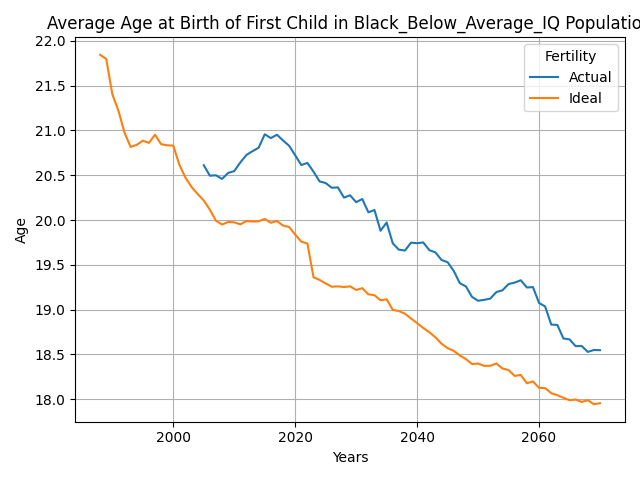 Average Age at Birth of First Child in Black_Below_Average_IQ Populatio
22.0
21.5
21.0
20.5
20.0
19.5
19.0
18.5
18.0
Age
Fertility
Actual
Ideal
2000
2020
2040
2060
Years